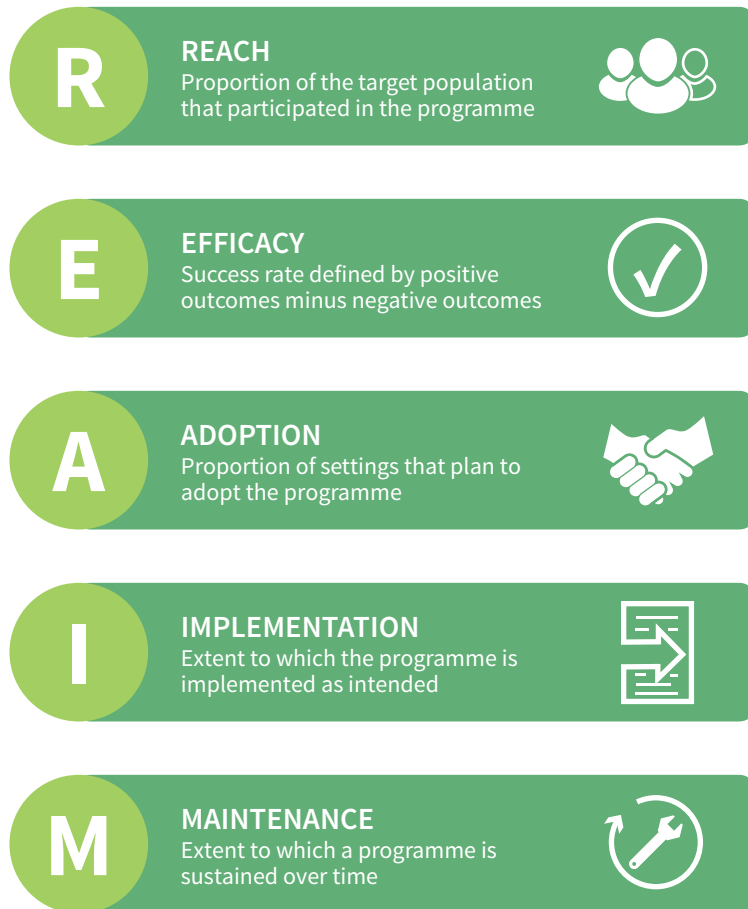 R
REACH
Proportion of the target population
that participated in the programme
E
EFFICACY
Success rate defined by positive
outcomes minus negative outcomes
A
ADOPTION
Proportion of settings that plan to
adopt the programme
I
IMPLEMENTATION
Extent to which the programme is
implemented as intended
M
MAINTENANCE
Extent to which a programme is
sustained over time